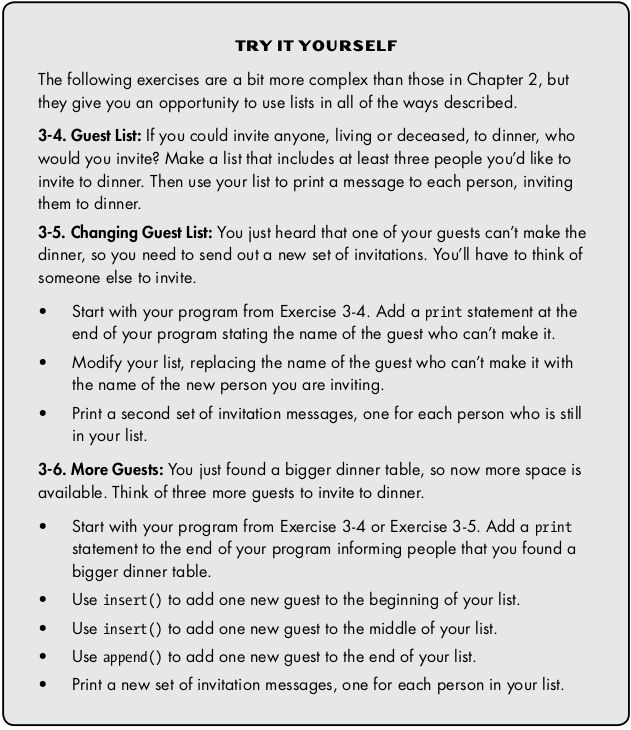 TRY IT YOURSELF
The following exercises are a bit more complex than those in Chapter 2, but
they give you an opportunity to use lists in all of the ways described.
3-4. Guest List: If you could invite anyone, living or deceased, to dinner, who
would you invite? Make a list that includes at least three people you’d like to
invite to dinner. Then use your list to print a message to each person, inviting
them to dinner.
3-5. Changing Guest List: You just heard that one of your guests can’t make the
dinner, so you need to send out a new set of invitations. You’ll have to think of
someone else to invite.
• Start with your program from Exercise 3-4. Add a print statement at the
end of your program stating the name of the guest who can’t make it.
• Modify your list, replacing the name of the guest who can’t make it with
the name of the new person you are inviting.
• Print a second set of invitation messages, one for each person who is still
in your list.
3-6. More Guests: You just found a bigger dinner table, so now more space is
available. Think of three more guests to invite to dinner.
• Start with your program from Exercise 3-4 or Exercise 3-5. Add a print
statement to the end of your program informing people that you found a
bigger dinner table.
• Use insert() to add one new guest to the beginning of your list.
• Use insert() to add one new guest to the middle of your list.
• Use append() to add one new guest to the end of your list.
• Print a new set of invitation messages, one for each person in your list.